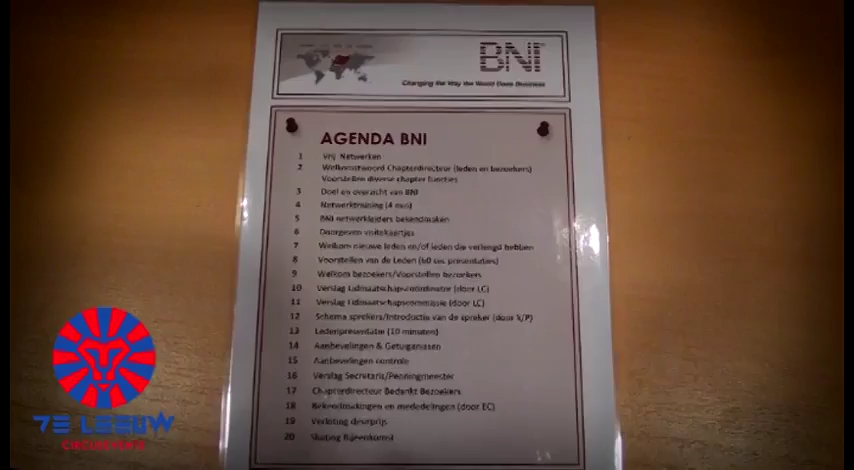 BNI
Changing the Way the World Does Business
AGENDA BNI
1 Vrij Netwerken
2 Welkomstwoord Chapterdirecteur (leden en bezoekers)
Voorstellen diverse chapter functies
3 Doel en overzicht van BNI
4 Netwerktraining (4 min)
5 BNI netwerkleiders bekendmaken
6 Doorgeven visitekaartjes
7 Welkom nieuwe leden en/of leden die verlengd hebben
8 Voorstellen van de Leden (60 sec presentaties)
9 Welkom bezoekers/Voorstellen bezoekers
10 Verslag Lidmaatschapscoördinator (door LC)
11 Verslag Lidmaatschapscommissie (door LC)
12 Schema sprekers/Introductie van de spreker (door S/P)
13 Ledenpresentatie (10 minuten)
14 Aanbevelingen & Getuigenissen
15 Aanbevelingen controle
16 Verslag Secretaris/Penningmeester
17 Chapterdirecteur Bedankt Bezoekers
18 Bekendmakingen en mededelingen (door EC)
19 Verloting deurprijs
20 Sluiting Bijeenkomst
7E LEEUW